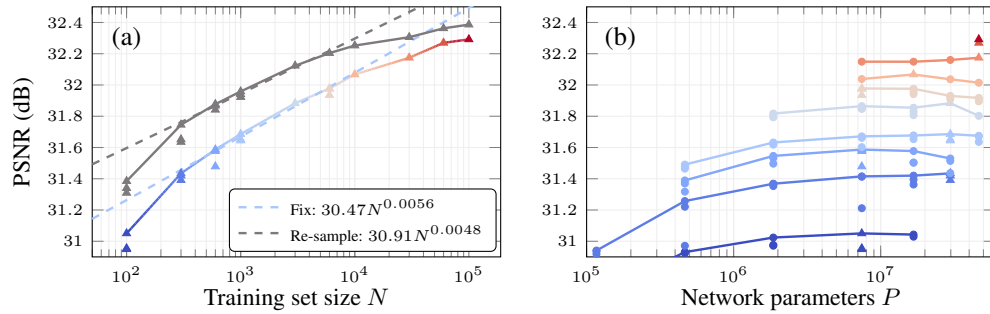 (a)
PSNR (dB)
32.4
32.2
32
31.8
31.6
31.4
31.2
31
Fix: 30.47N^0.0056
Re-sample: 30.91N^0.0048
10^2 10^3 10^4 10^5
Training set size N
(b)
32.4
32.2
32
31.8
31.6
31.4
31.2
31
10^5 10^6 10^7
Network parameters P